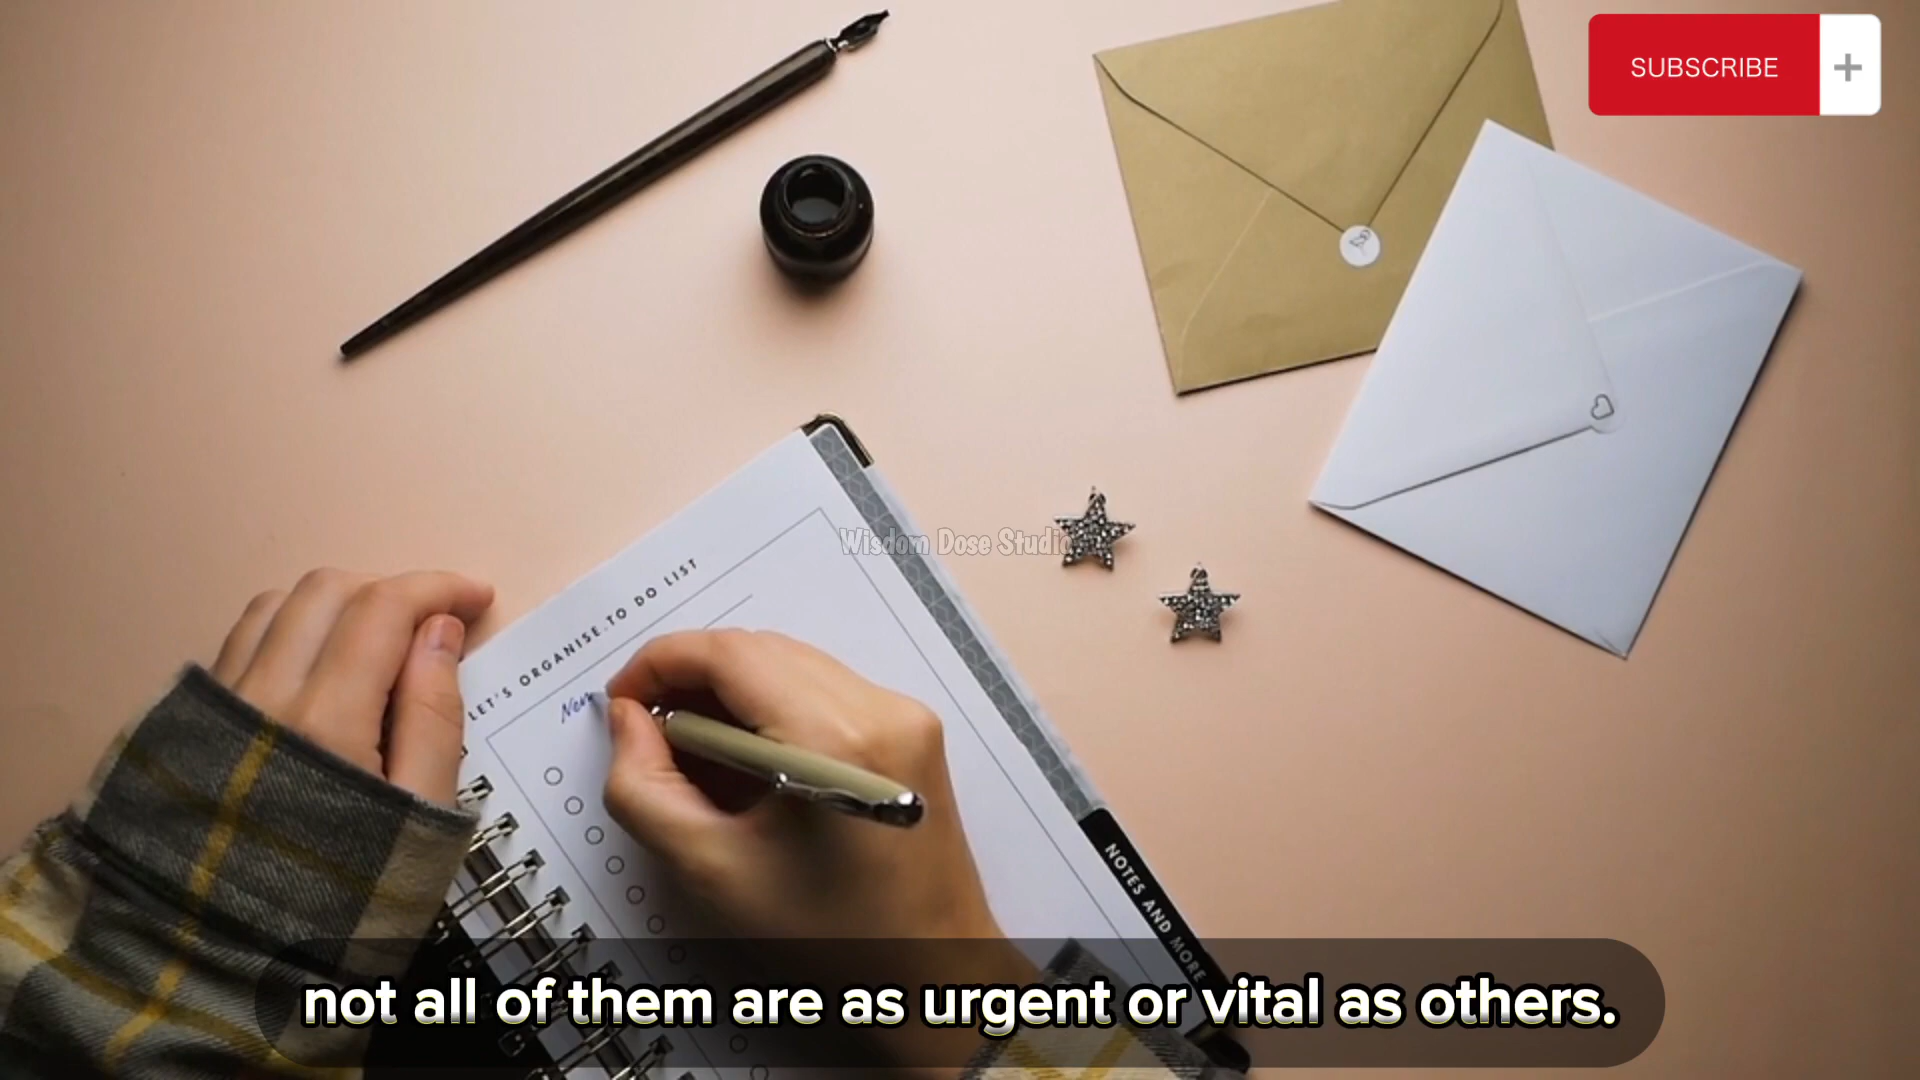 SUBSCRIBE +
Wisdom Dose Studio
LET'S ORGANISE.TO DO LIST
NOTES AND MORE
not all of them are as urgent or vital as others.